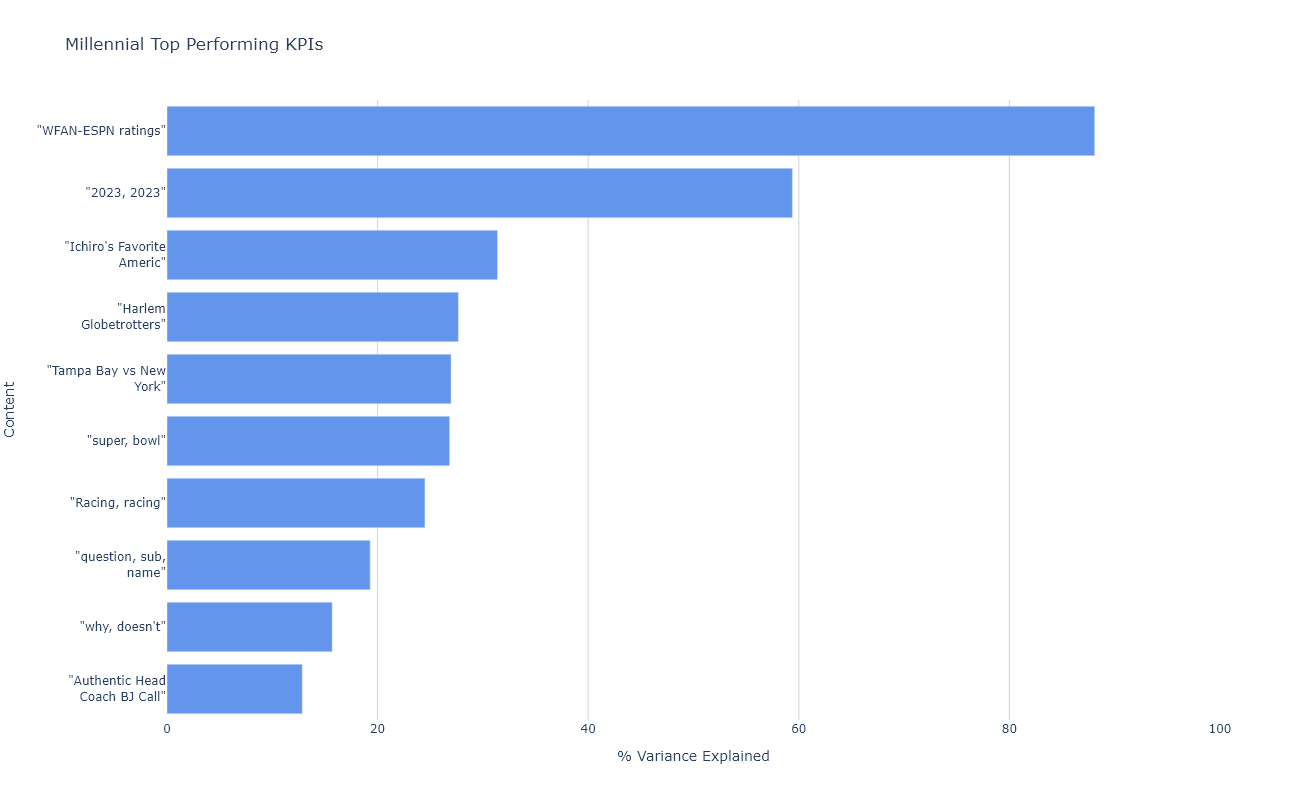 Millennial Top Performing KPIs
"WFAN-ESPN ratings"
"2023, 2023"
"Ichiro's Favorite
Americ"
"Harlem
Globetrotters"
"Tampa Bay vs New
York"
"super, bowl"
"Racing, racing"
"question, sub,
name"
"why, doesn't"
"Authentic Head
Coach BJ Call"
Content
0 20 40 60 80 100
% Variance Explained